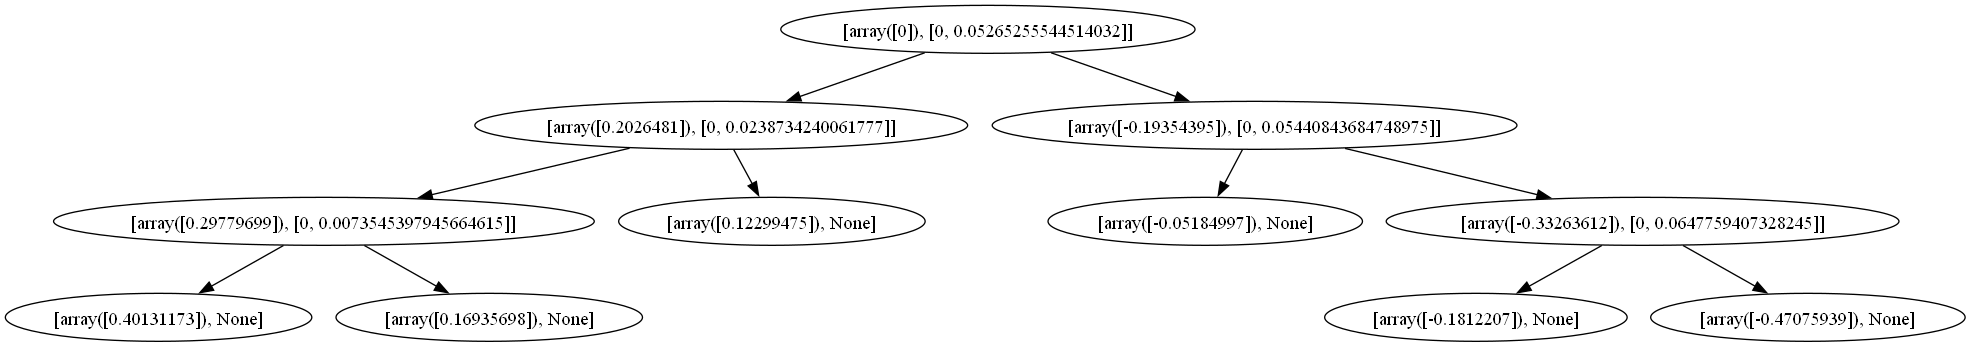 [array([0]), [0, 0.05265255544514032]]
[array([0.2026481]), [0, 0.0238734240061777]]
[array([-0.19354395]), [0, 0.05440843684748975]]
[array([0.29779699]), [0, 0.0073545397945664615]]
[array([0.12299475]), None]
[array([-0.05184997]), None]
[array([-0.33263612]), [0, 0.0647759407328245]]
[array([0.40131173]), None]
[array([0.16935698]), None]
[array([-0.1812207]), None]
[array([-0.47075939]), None]